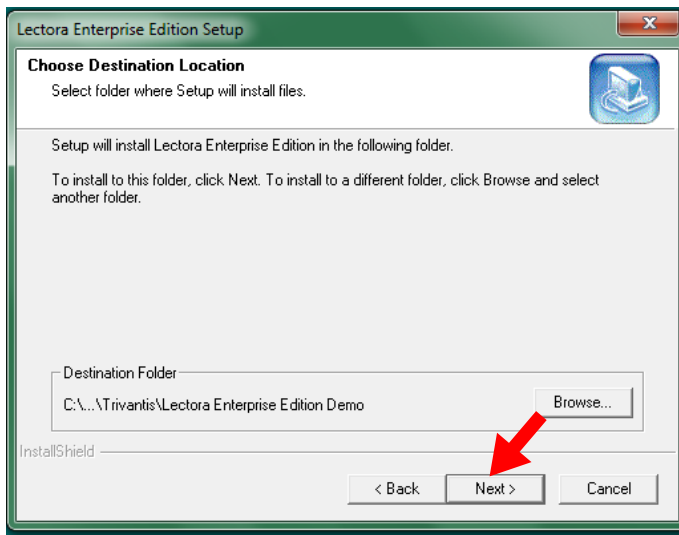 Lectora Enterprise Edition Setup
Choose Destination Location
Select folder where Setup will install files.
Setup will install Lectora Enterprise Edition in the following folder.
To install to this folder, click Next. To install to a different folder, click Browse and select
another folder.
Destination Folder
C:\...\Trivantis\Lectora Enterprise Edition Demo
Browse...
InstallShield
< Back
Next >
Cancel